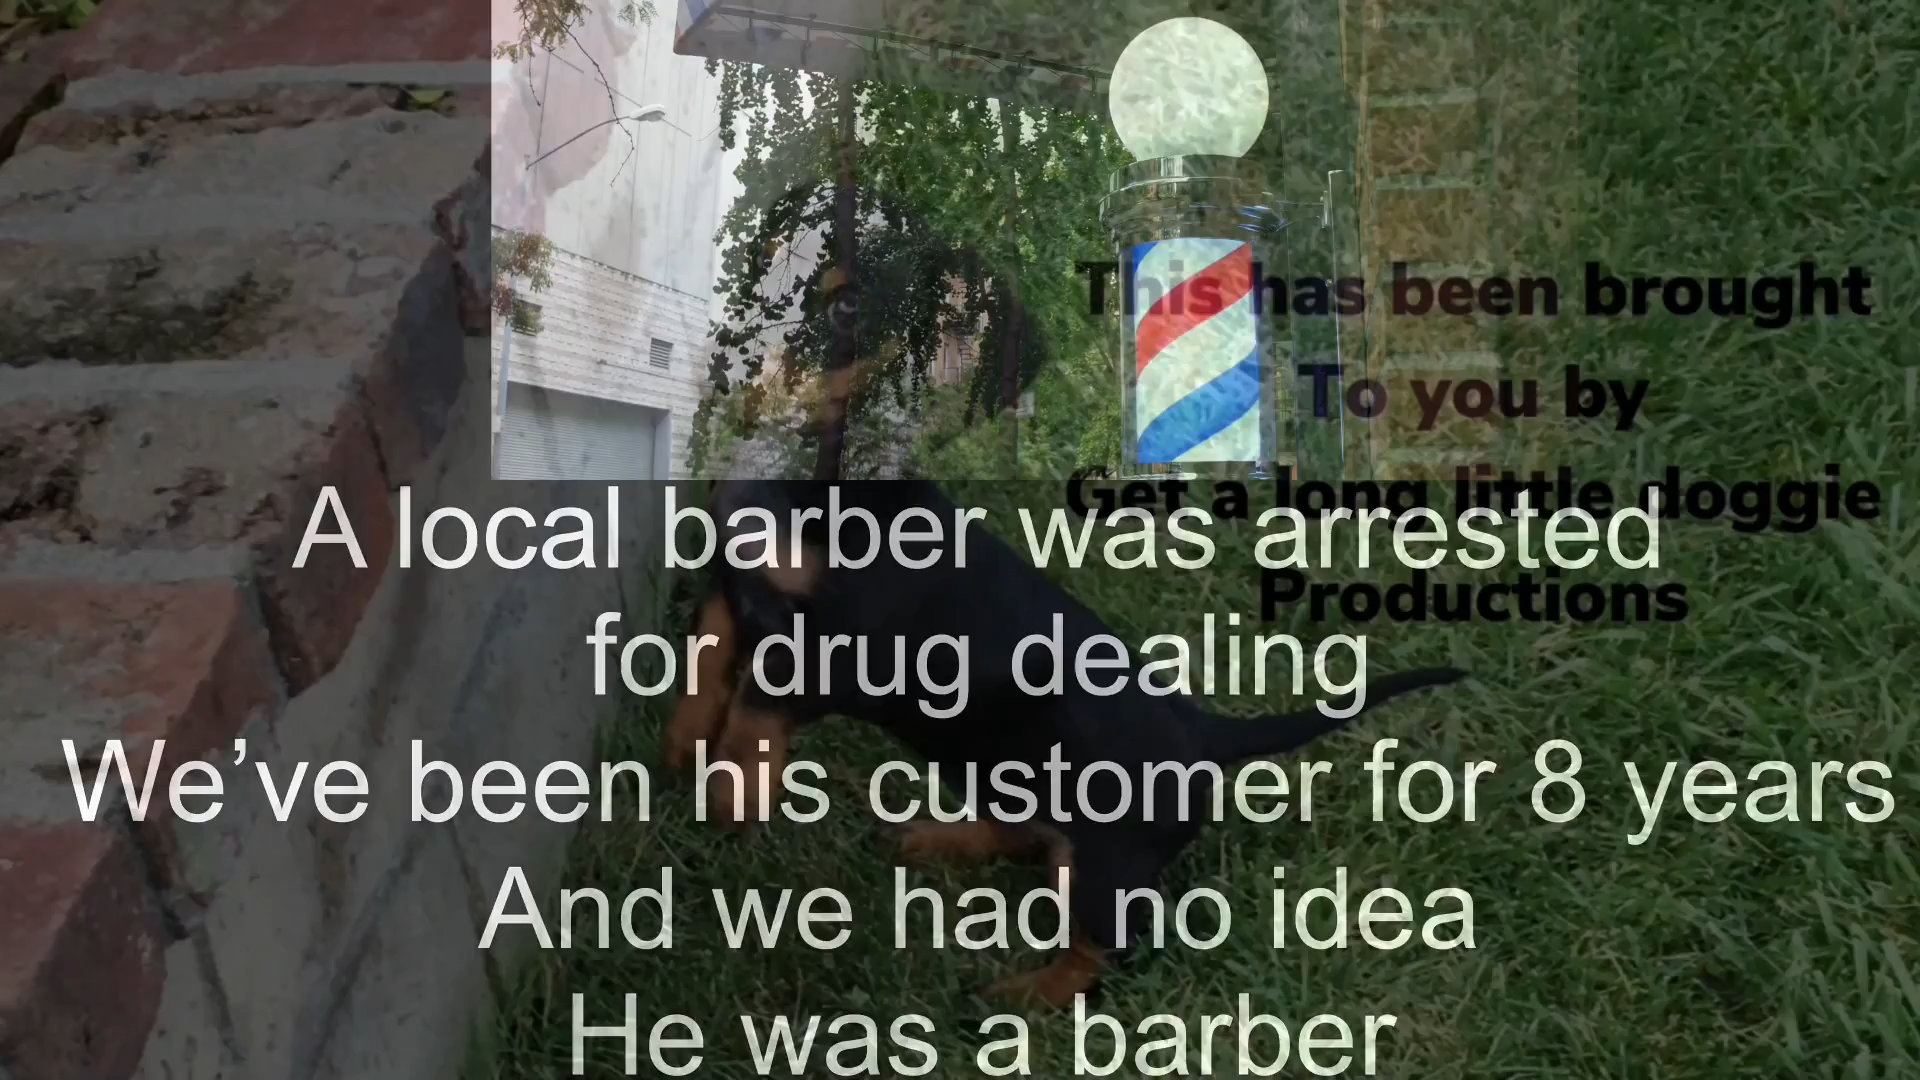 This has been brought
To you by
Get a long little doggie
Productions
A local barber was arrested
for drug dealing
We’ve been his customer for 8 years
And we had no idea
He was a barber